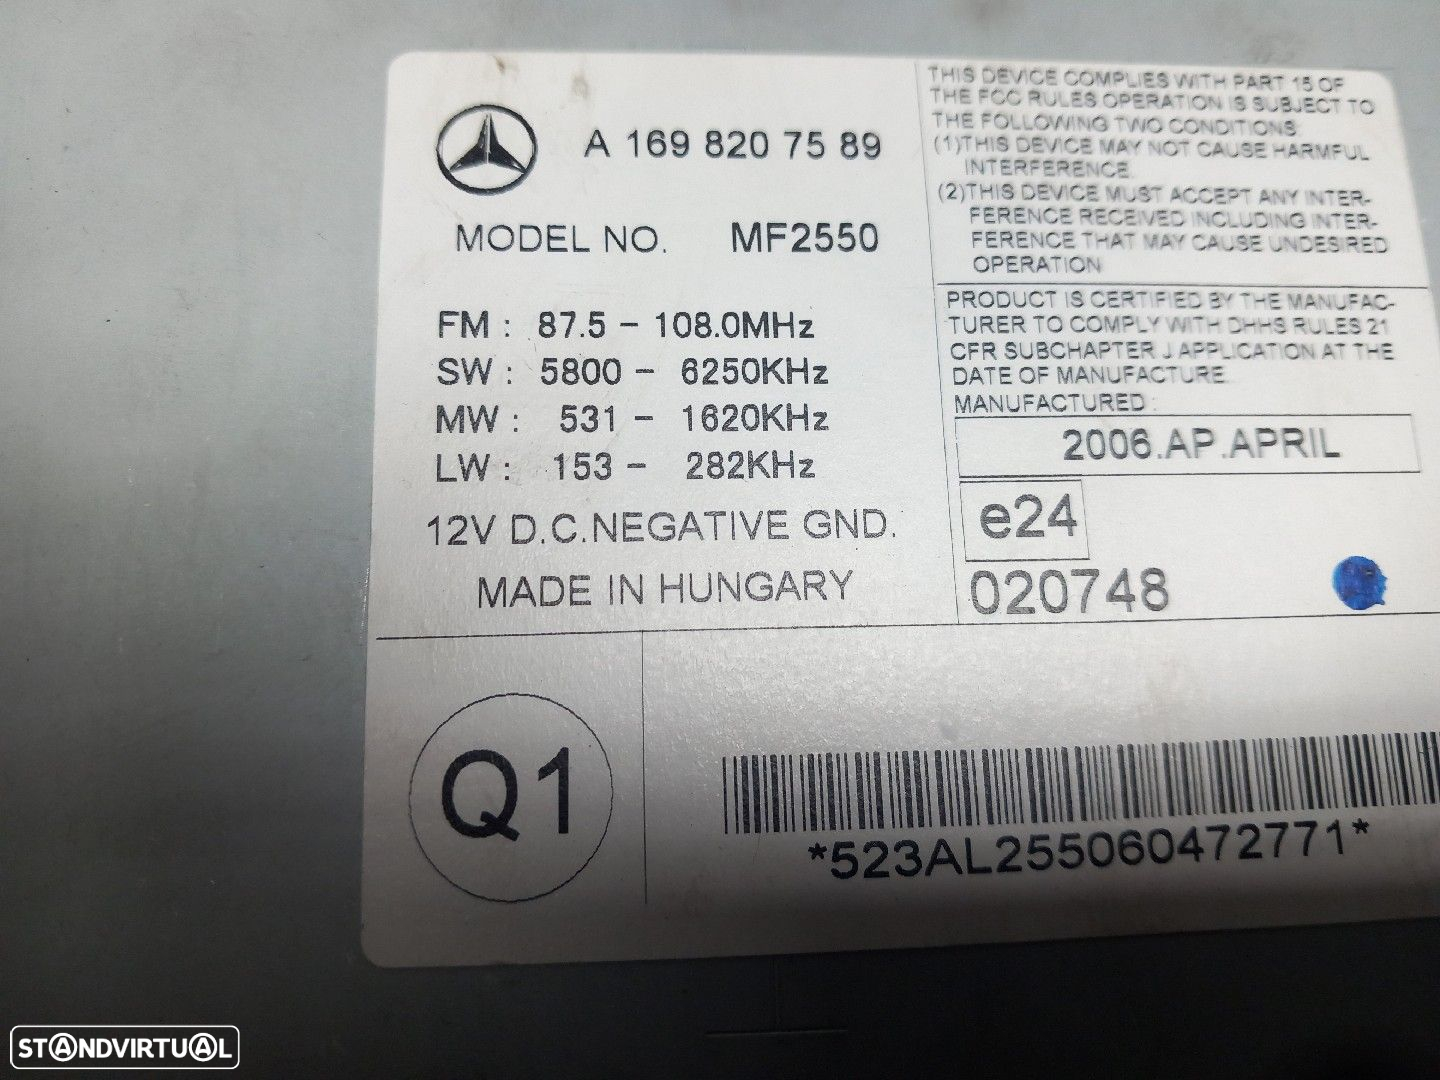 A 169 820 75 89
MODEL NO. MF2550
FM : 87.5 - 108.0MHz
SW : 5800 - 6250KHz
MW : 531 - 1620KHz
LW : 153 - 282KHz
12V D.C.NEGATIVE GND.
MADE IN HUNGARY
THIS DEVICE COMPLIES WITH PART 15 OF
THE FCC RULES OPERATION IS SUBJECT TO
THE FOLLOWING TWO CONDITIONS
(1)THIS DEVICE MAY NOT CAUSE HARMFUL
INTERFERENCE.
(2)THIS DEVICE MUST ACCEPT ANY INTER-
FERENCE RECEIVED INCLUDING INTER-
FERENCE THAT MAY CAUSE UNDESIRED
OPERATION
PRODUCT IS CERTIFIED BY THE MANUFAC-
TURER TO COMPLY WITH DHHS RULES 21
CFR SUBCHAPTER J APPLICATION AT THE
DATE OF MANUFACTURE.
MANUFACTURED :
2006.AP.APRIL
e24
020748
Q1
*523AL255060472771*
STANDVIRTUAL